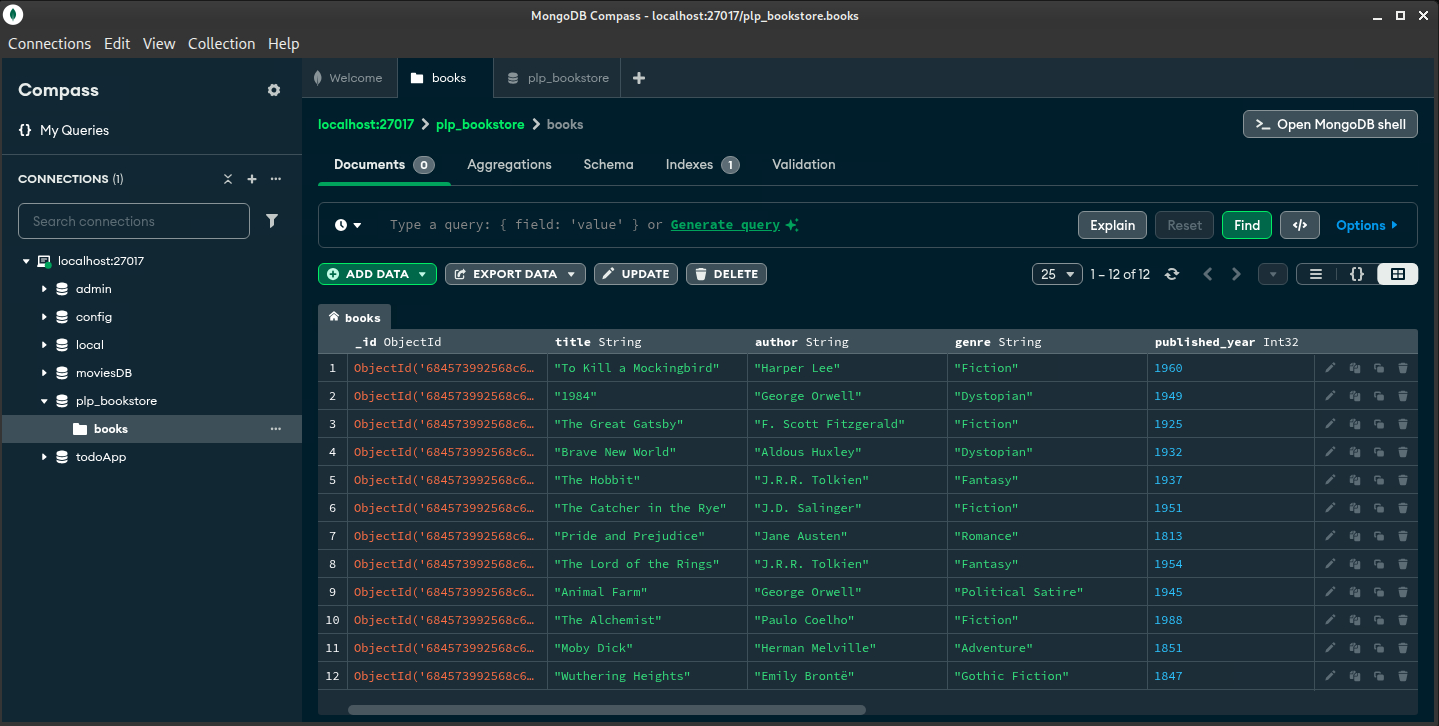 MongoDB Compass - localhost:27017/plp_bookstore.books
Connections Edit View Collection Help
Compass
{} My Queries
CONNECTIONS (1)
Search connections
localhost:27017
admin
config
local
moviesDB
plp_bookstore
books
todoApp
Welcome books plp_bookstore
localhost:27017 > plp_bookstore > books
>_ Open MongoDB shell
Documents 0 Aggregations Schema Indexes 1 Validation
Type a query: { field: 'value' } or Generate query
Explain Reset Find </> Options
ADD DATA EXPORT DATA UPDATE DELETE
25 1 – 12 of 12 {}
books
_id ObjectId title String author String genre String published_year Int32
1 ObjectId('684573992568c6… "To Kill a Mockingbird" "Harper Lee" "Fiction" 1960
2 ObjectId('684573992568c6… "1984" "George Orwell" "Dystopian" 1949
3 ObjectId('684573992568c6… "The Great Gatsby" "F. Scott Fitzgerald" "Fiction" 1925
4 ObjectId('684573992568c6… "Brave New World" "Aldous Huxley" "Dystopian" 1932
5 ObjectId('684573992568c6… "The Hobbit" "J.R.R. Tolkien" "Fantasy" 1937
6 ObjectId('684573992568c6… "The Catcher in the Rye" "J.D. Salinger" "Fiction" 1951
7 ObjectId('684573992568c6… "Pride and Prejudice" "Jane Austen" "Romance" 1813
8 ObjectId('684573992568c6… "The Lord of the Rings" "J.R.R. Tolkien" "Fantasy" 1954
9 ObjectId('684573992568c6… "Animal Farm" "George Orwell" "Political Satire" 1945
10 ObjectId('684573992568c6… "The Alchemist" "Paulo Coelho" "Fiction" 1988
11 ObjectId('684573992568c6… "Moby Dick" "Herman Melville" "Adventure" 1851
12 ObjectId('684573992568c6… "Wuthering Heights" "Emily Brontë" "Gothic Fiction" 1847